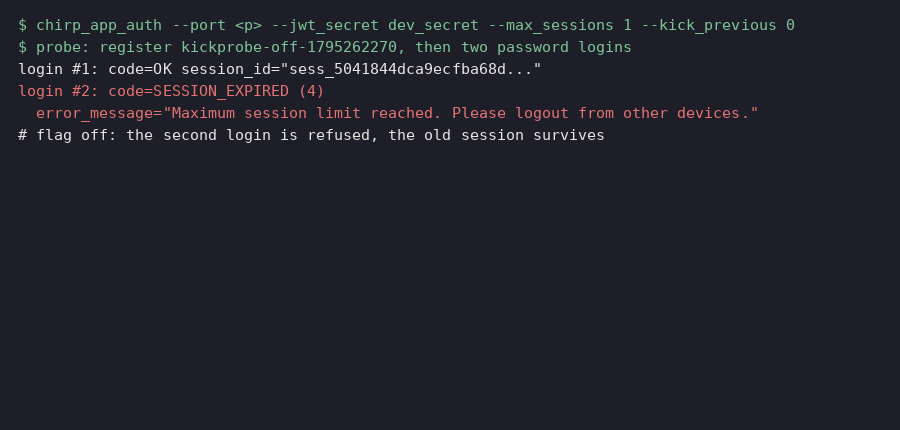 $ chirp_app_auth --port <p> --jwt_secret dev_secret --max_sessions 1 --kick_previous 0
$ probe: register kickprobe-off-1795262270, then two password logins
login #1: code=OK session_id="sess_5041844dca9ecfba68d..."
login #2: code=SESSION_EXPIRED (4)
  error_message="Maximum session limit reached. Please logout from other devices."
# flag off: the second login is refused, the old session survives